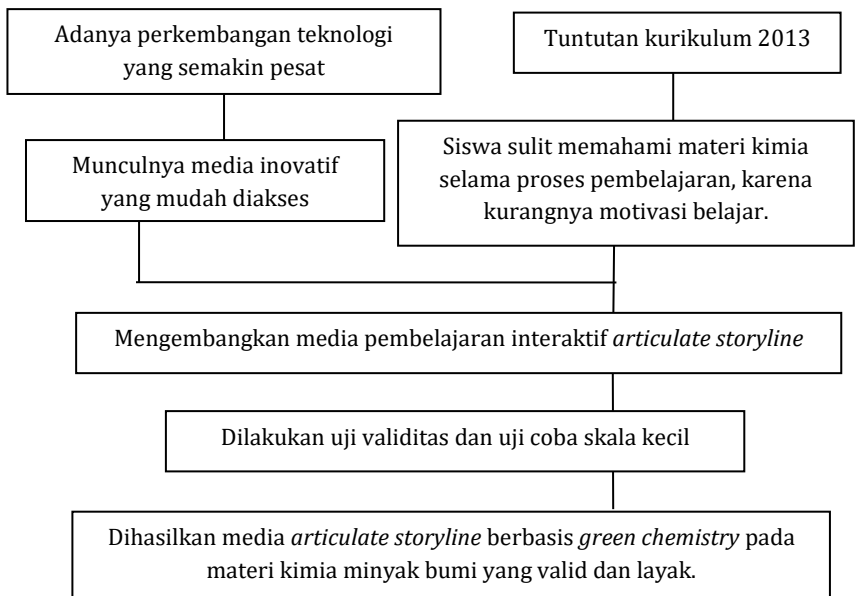 Adanya perkembangan teknologi
yang semakin pesat
Tuntutan kurikulum 2013
Munculnya media inovatif
yang mudah diakses
Siswa sulit memahami materi kimia
selama proses pembelajaran, karena
kurangnya motivasi belajar.
Mengembangkan media pembelajaran interaktif articulate storyline
Dilakukan uji validitas dan uji coba skala kecil
Dihasilkan media articulate storyline berbasis green chemistry pada
materi kimia minyak bumi yang valid dan layak.